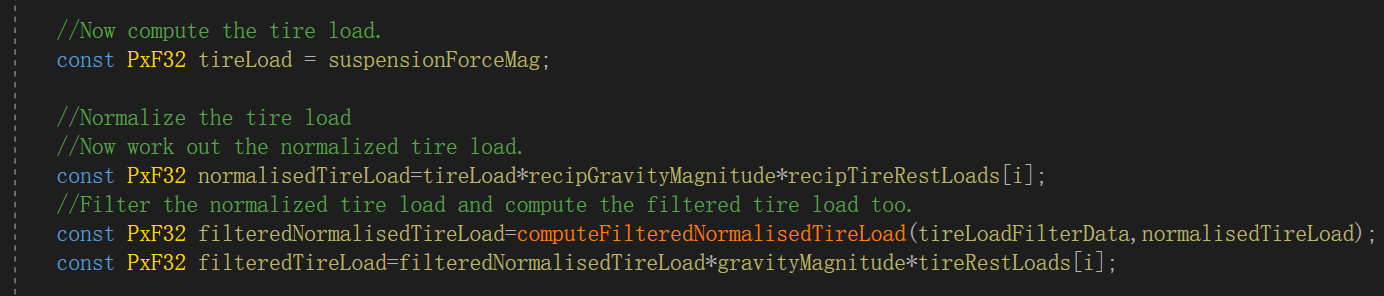 //Now compute the tire load.
const PxF32 tireLoad = suspensionForceMag;
//Normalize the tire load
//Now work out the normalized tire load.
const PxF32 normalisedTireLoad=tireLoad*recipGravityMagnitude*recipTireRestLoads[i];
//Filter the normalized tire load and compute the filtered tire load too.
const PxF32 filteredNormalisedTireLoad=computeFilteredNormalisedTireLoad(tireLoadFilterData,normalisedTireLoad);
const PxF32 filteredTireLoad=filteredNormalisedTireLoad*gravityMagnitude*tireRestLoads[i];